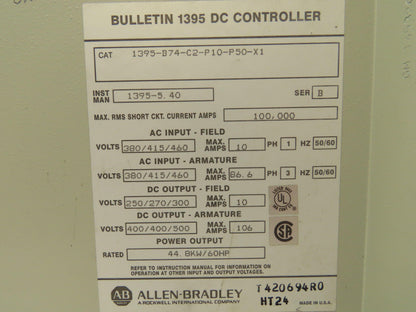 BULLETIN 1395 DC CONTROLLER
CAT 1395-B74-C2-P10-P50-X1
INST MAN 1395-5.40 SER B
MAX. RMS SHORT CKT. CURRENT AMPS 100,000
AC INPUT - FIELD
VOLTS 380/415/460 MAX. AMPS 10 PH 1 HZ 50/60
AC INPUT - ARMATURE
VOLTS 380/415/460 MAX. AMPS 86.6 PH 3 HZ 50/60
DC OUTPUT - FIELD
VOLTS 250/270/300 MAX. AMPS 10
DC OUTPUT - ARMATURE
VOLTS 400/400/500 MAX. AMPS 106
POWER OUTPUT
RATED 44.8KW/60HP
REFER TO INSTRUCTION MANUAL FOR INFORMATION ON
OPERATION AT OTHER INPUT AND OUTPUT VOLTAGES.
AB ALLEN-BRADLEY
A ROCKWELL INTERNATIONAL COMPANY
T420694R0
HT24 MADE IN U.S.A.
UL
SA